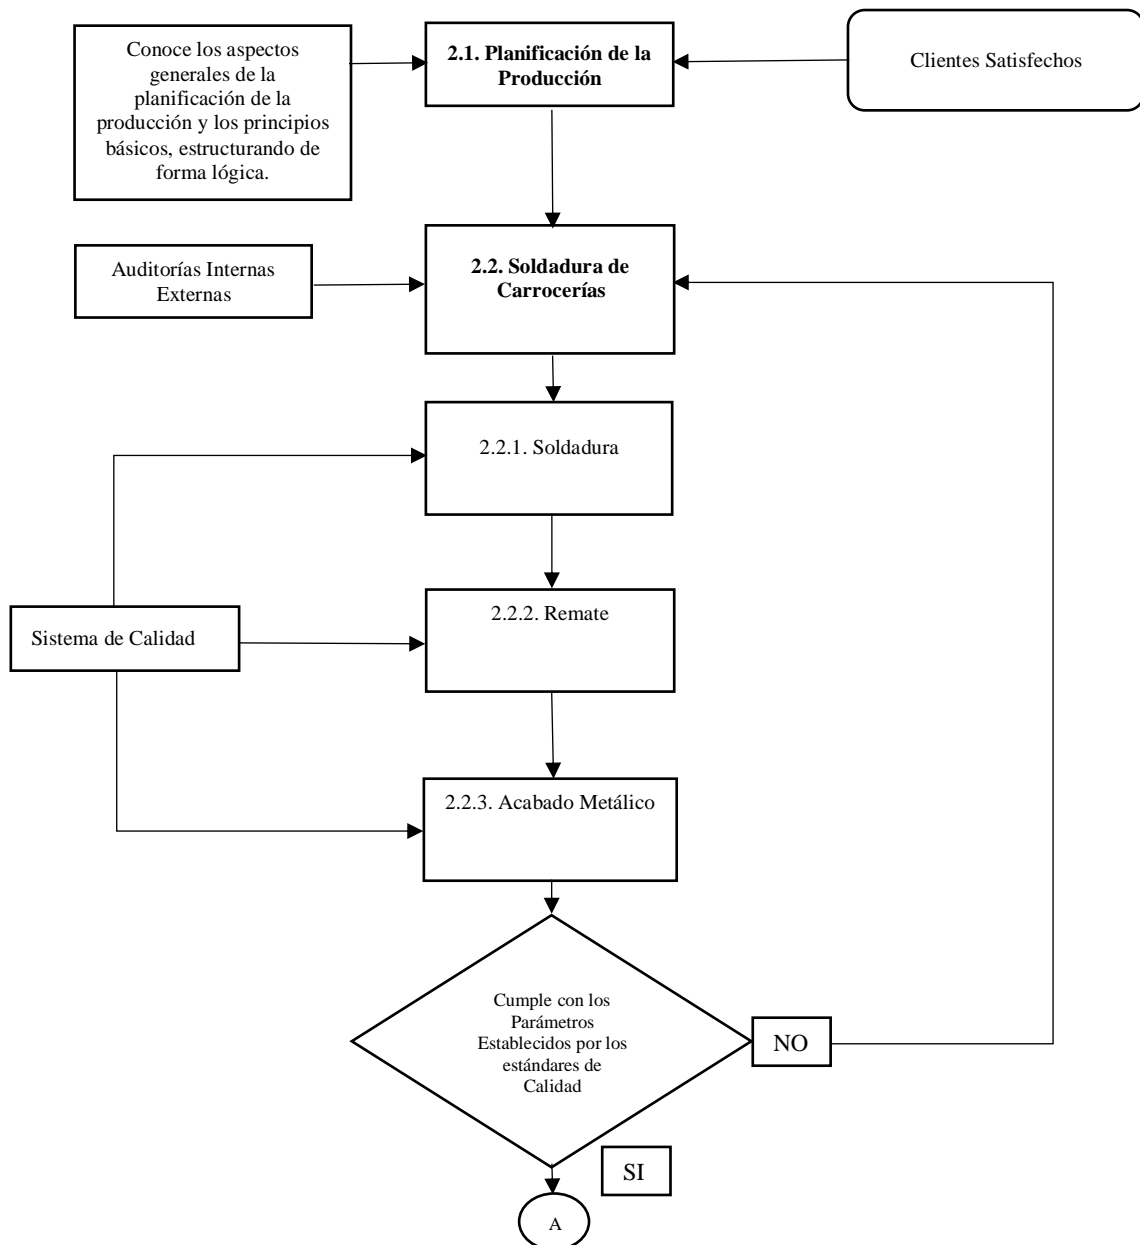 Conoce los aspectos
generales de la
planificación de la
producción y los principios
básicos, estructurando de
forma lógica.
2.1. Planificación de la
Producción
Clientes Satisfechos
Auditorías Internas
Externas
2.2. Soldadura de
Carrocerías
2.2.1. Soldadura
Sistema de Calidad
2.2.2. Remate
2.2.3. Acabado Metálico
Cumple con los
Parámetros
Establecidos por los
estándares de
Calidad
NO
SI
A